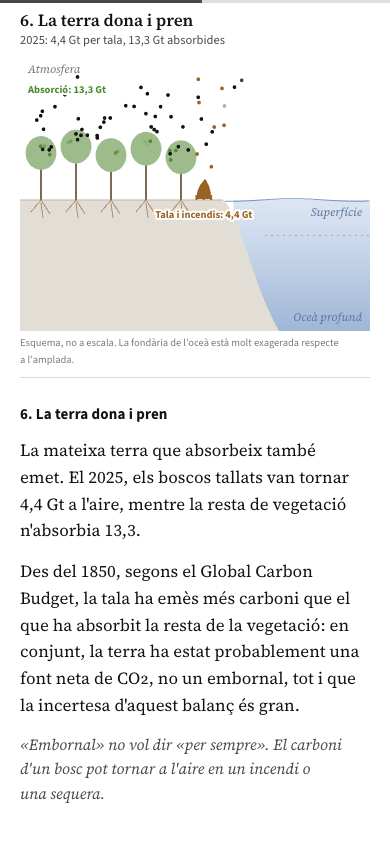 6. La terra dona i pren
2025: 4,4 Gt per tala, 13,3 Gt absorbides
Atmosfera
Absorció: 13,3 Gt
Tala i incendis: 4,4 Gt
Superfície
Oceà profund
Esquema, no a escala. La fondària de l'oceà està molt exagerada respecte
a l'amplada.
6. La terra dona i pren
La mateixa terra que absorbeix també
emet. El 2025, els boscos tallats van tornar
4,4 Gt a l'aire, mentre la resta de vegetació
n'absorbia 13,3.
Des del 1850, segons el Global Carbon
Budget, la tala ha emès més carboni que el
que ha absorbit la resta de la vegetació: en
conjunt, la terra ha estat probablement una
font neta de CO₂, no un embornal, tot i que
la incertesa d'aquest balanç és gran.
«Embornal» no vol dir «per sempre». El carboni
d'un bosc pot tornar a l'aire en un incendi o
una sequera.